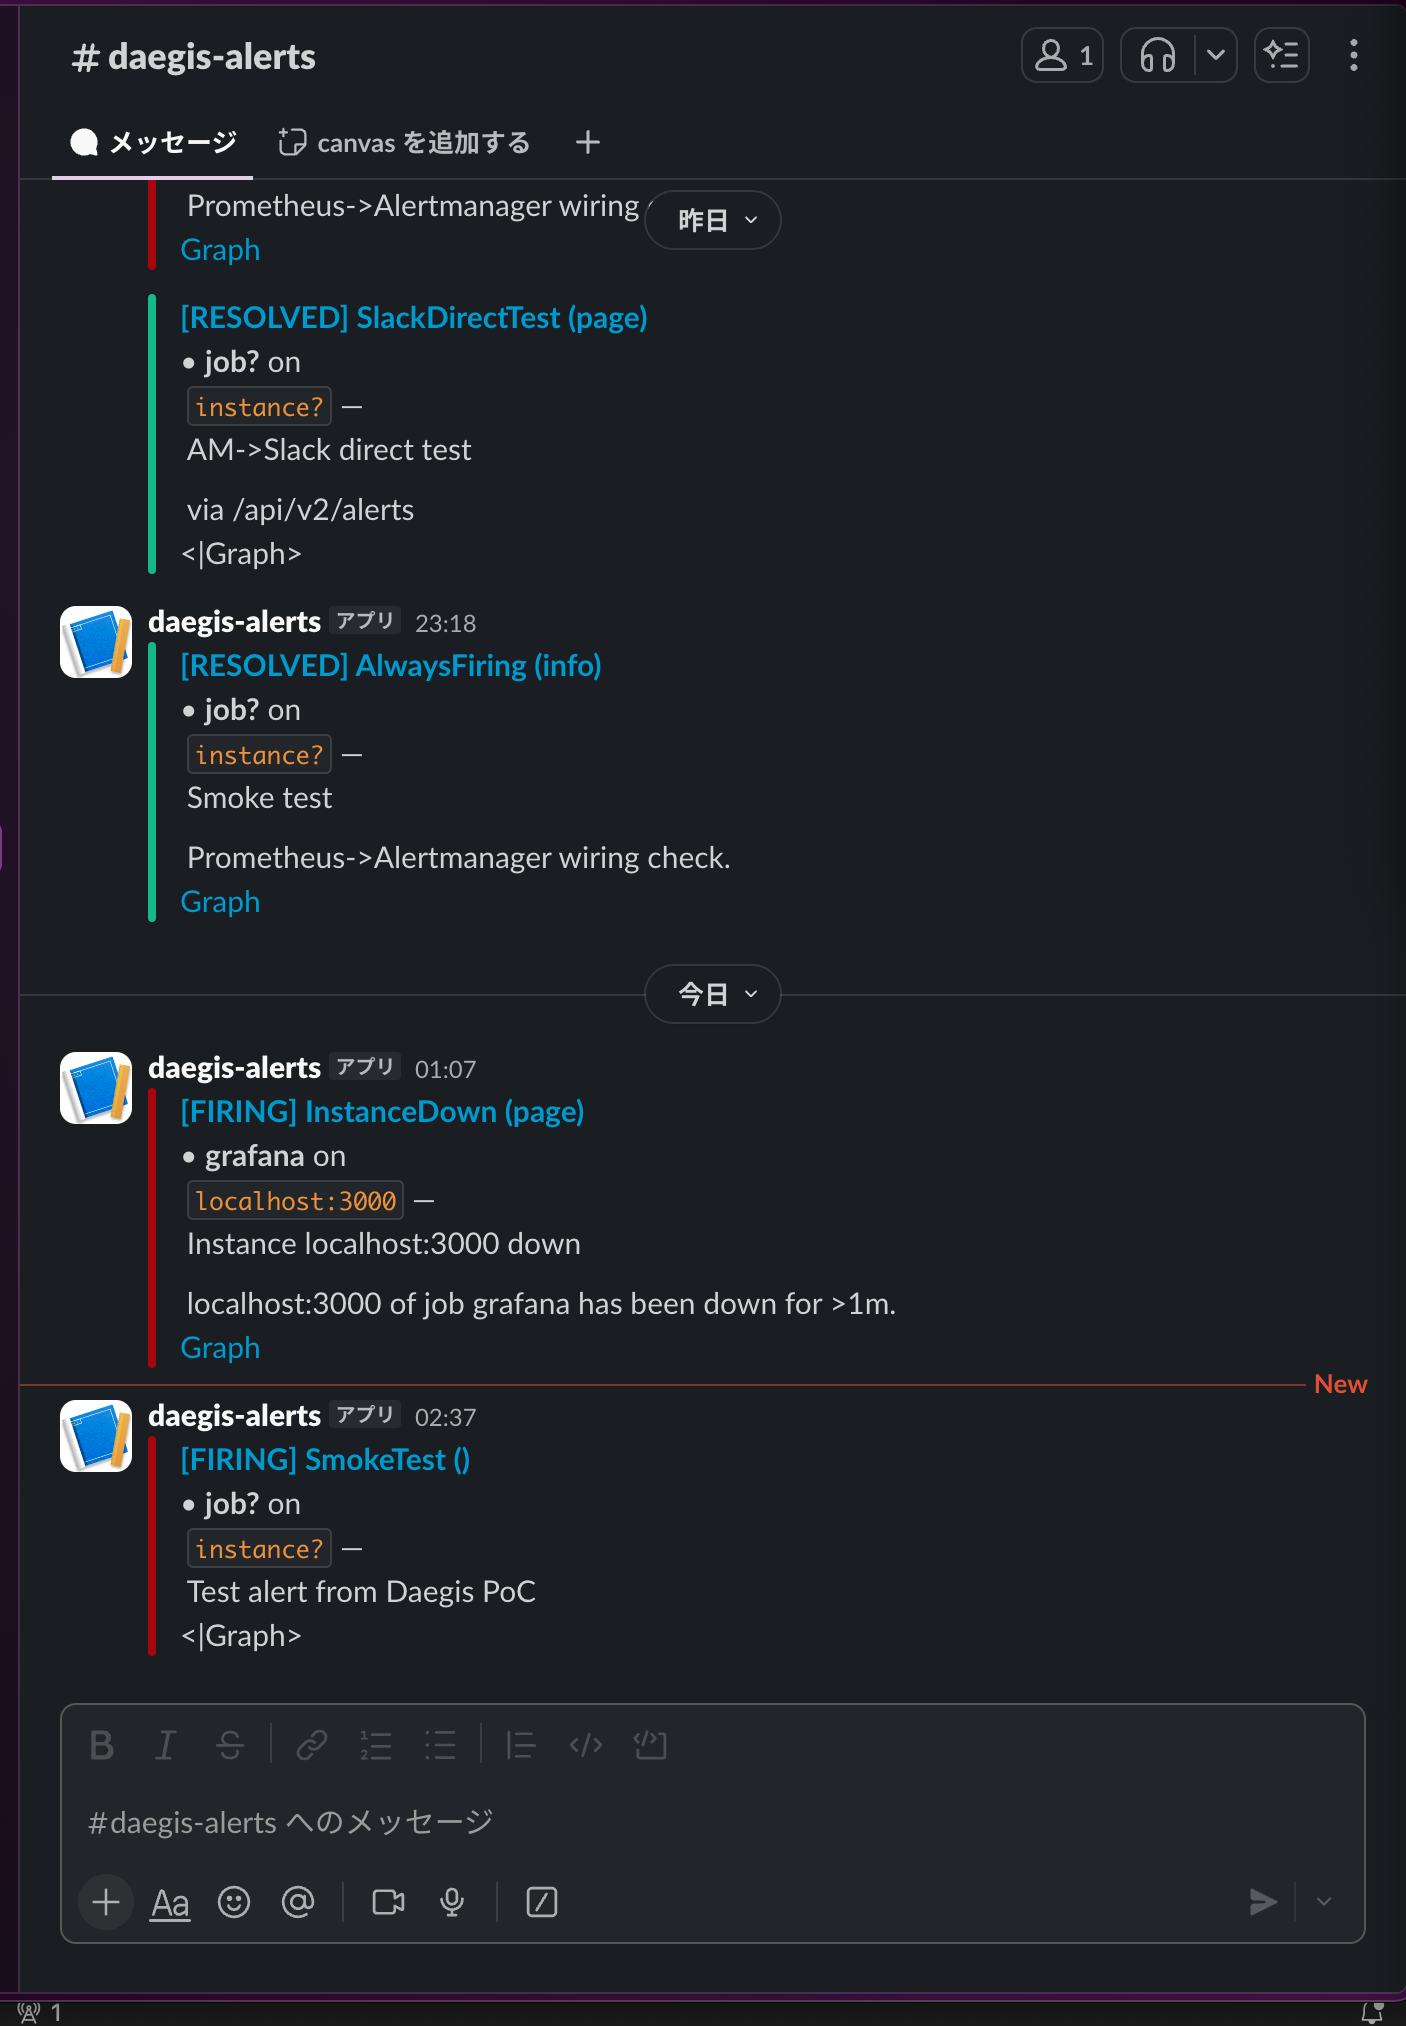 # daegis-alerts
1
メッセージ
canvas を追加する
Prometheus->Alertmanager wiring
昨日
Graph
[RESOLVED] SlackDirectTest (page)
• job? on
instance? —
AM->Slack direct test
via /api/v2/alerts
<|Graph>
daegis-alerts アプリ 23:18
[RESOLVED] AlwaysFiring (info)
• job? on
instance? —
Smoke test
Prometheus->Alertmanager wiring check.
Graph
今日
daegis-alerts アプリ 01:07
[FIRING] InstanceDown (page)
• grafana on
localhost:3000 —
Instance localhost:3000 down
localhost:3000 of job grafana has been down for >1m.
Graph
New
daegis-alerts アプリ 02:37
[FIRING] SmokeTest ()
• job? on
instance? —
Test alert from Daegis PoC
<|Graph>
#daegis-alerts へのメッセージ
Aa
1